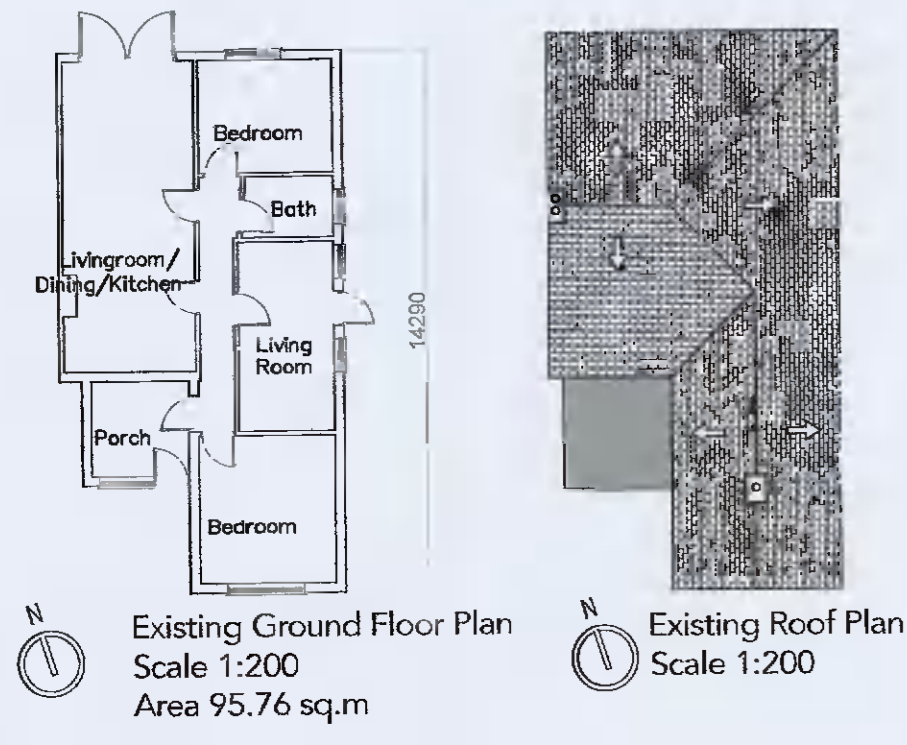 Bedroom
Bath
Livingroom/
Dining/Kitchen
14290
Living
Room
Porch
Bedroom
N
Existing Ground Floor Plan
Scale 1:200
Area 95.76 sq.m
N
Existing Roof Plan
Scale 1:200